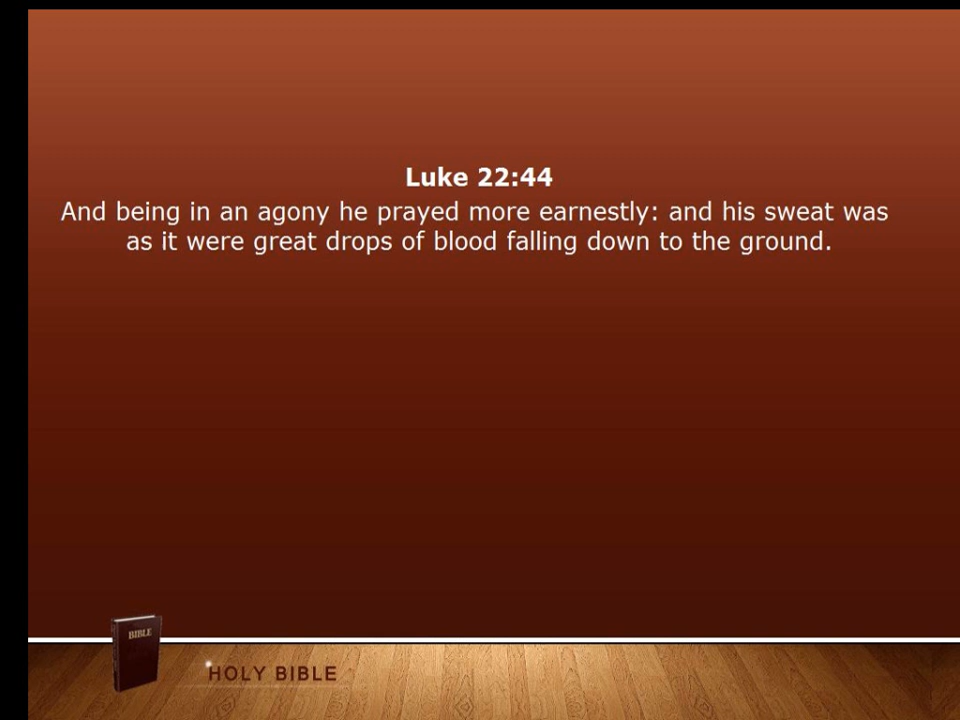 Luke 22:44
And being in an agony he prayed more earnestly: and his sweat was
as it were great drops of blood falling down to the ground.
BIBLE
HOLY BIBLE